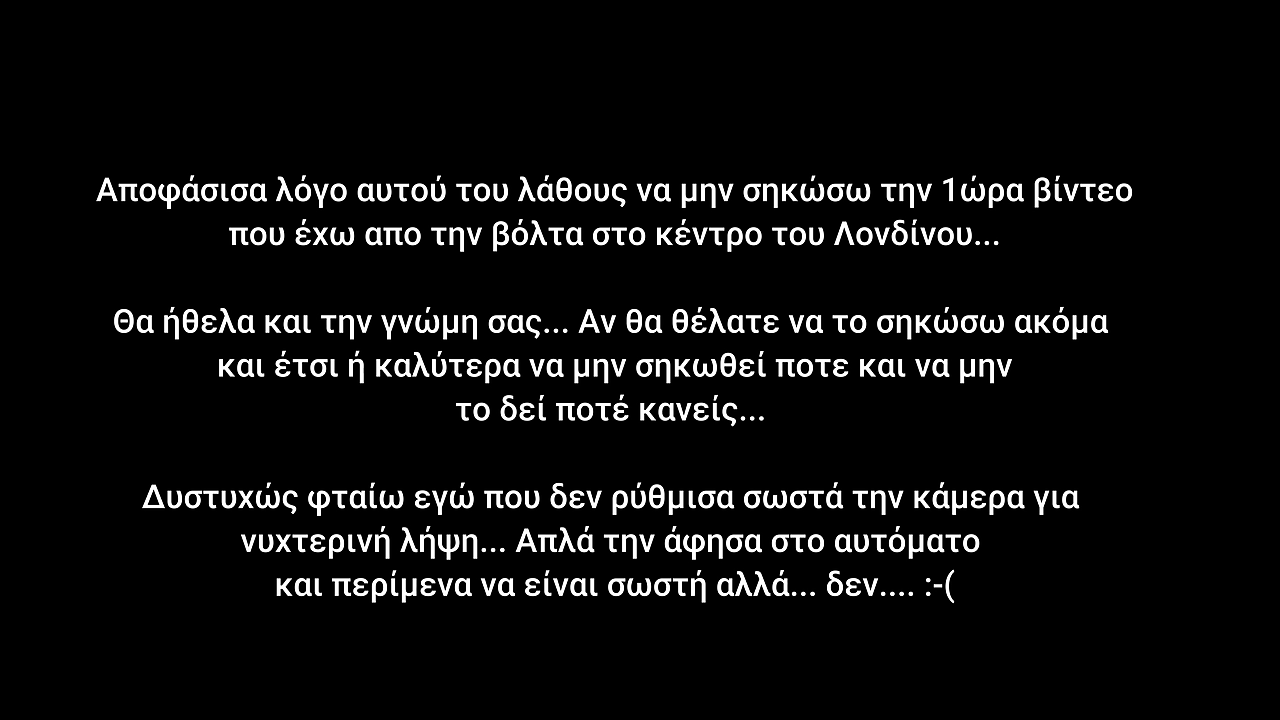 Αποφάσισα λόγο αυτού του λάθους να μην σηκώσω την 1ώρα βίντεο
που έχω απο την βόλτα στο κέντρο του Λονδίνου...
Θα ήθελα και την γνώμη σας... Αν θα θέλατε να το σηκώσω ακόμα
και έτσι ή καλύτερα να μην σηκωθεί ποτε και να μην
το δεί ποτέ κανείς...
Δυστυχώς φταίω εγώ που δεν ρύθμισα σωστά την κάμερα για
νυχτερινή λήψη... Απλά την άφησα στο αυτόματο
και περίμενα να είναι σωστή αλλά... δεν.... :-(